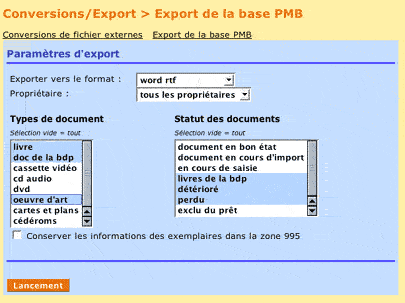 Conversions/Export > Export de la base PMB
Conversions de fichier externes Export de la base PMB
Paramètres d'export
Exporter vers le format : word rtf
Propriétaire : tous les propriétaires
Types de document
Sélection vide = tout
livre
doc de la bdp
cassette vidéo
cd audio
dvd
oeuvre d'art
cartes et plans
cédéroms
Statut des documents
Sélection vide = tout
document en bon état
document en cours d'import
en cours de saisie
livres de la bdp
détérioré
perdu
exclu du prêt
Conserver les informations des exemplaires dans la zone 995
Lancement